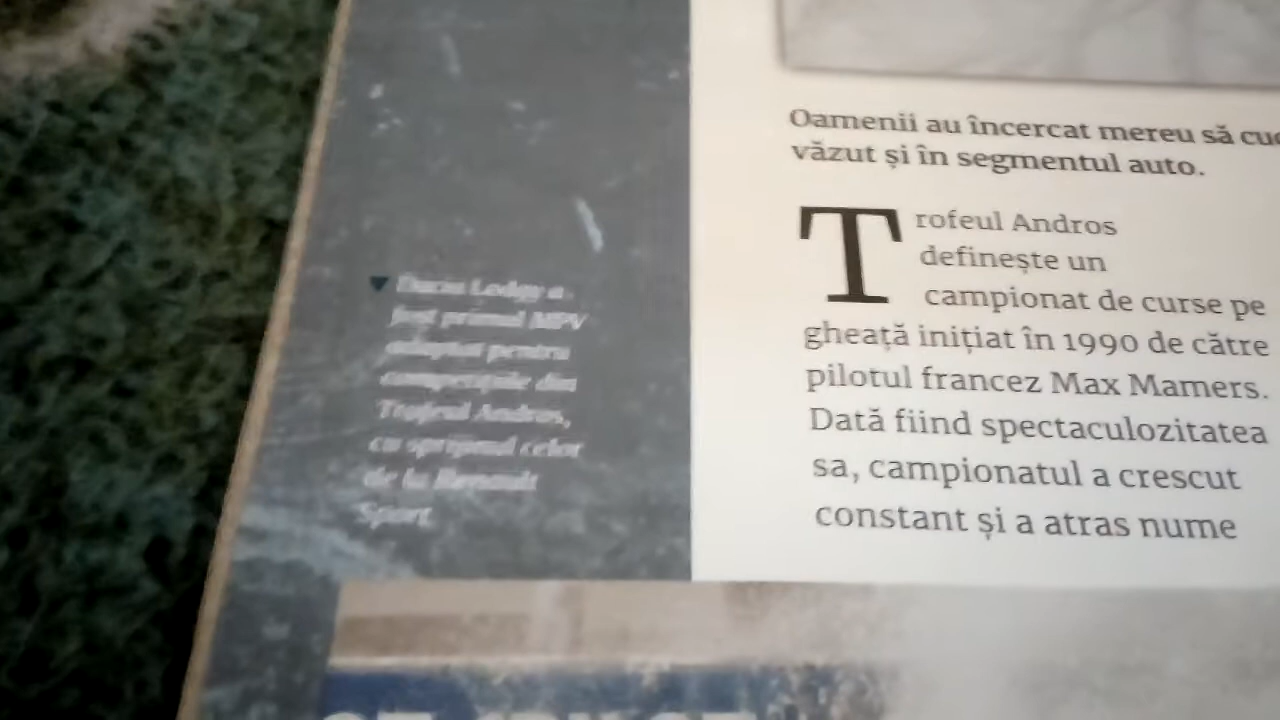 Oamenii au încercat mereu să
văzut și în segmentul auto.
Trofeul Andros
definește un
campionat de curse pe
gheață inițiat în 1990 de către
pilotul francez Max Mamers.
Dată fiind spectaculozitatea
sa, campionatul a crescut
constant și a atras nume
a
fost primul MPV
adaptat pentru
competițiile din
Trofeul Andros,
cu sprijinul celor
de la Renault
Sport